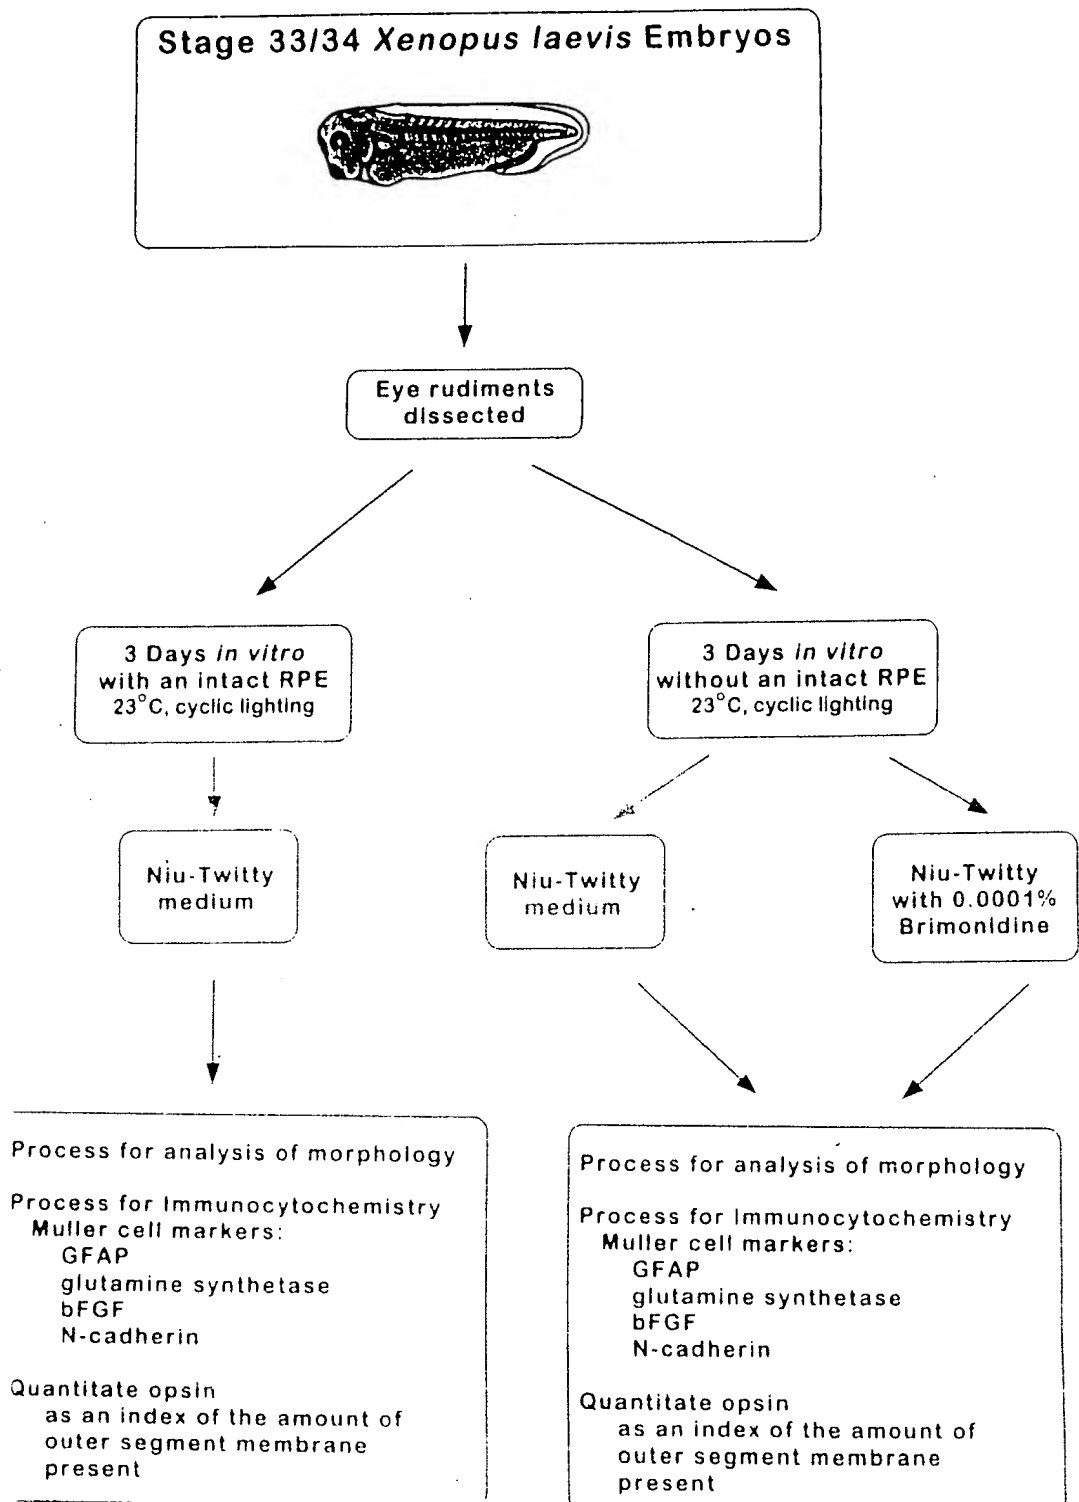 Stage 33/34 Xenopus laevis Embryos
Eye rudiments
dissected
3 Days in vitro
with an intact RPE
23°C, cyclic lighting
3 Days in vitro
without an intact RPE
23°C, cyclic lighting
Niu-Twitty
medium
Niu-Twitty
medium
Niu-Twitty
with 0.0001%
Brimonidine
Process for analysis of morphology
Process for Immunocytochemistry
Muller cell markers:
GFAP
glutamine synthetase
bFGF
N-cadherin
Quantitate opsin
as an index of the amount of
outer segment membrane
present
Process for analysis of morphology
Process for Immunocytochemistry
Muller cell markers:
GFAP
glutamine synthetase
bFGF
N-cadherin
Quantitate opsin
as an index of the amount of
outer segment membrane
present